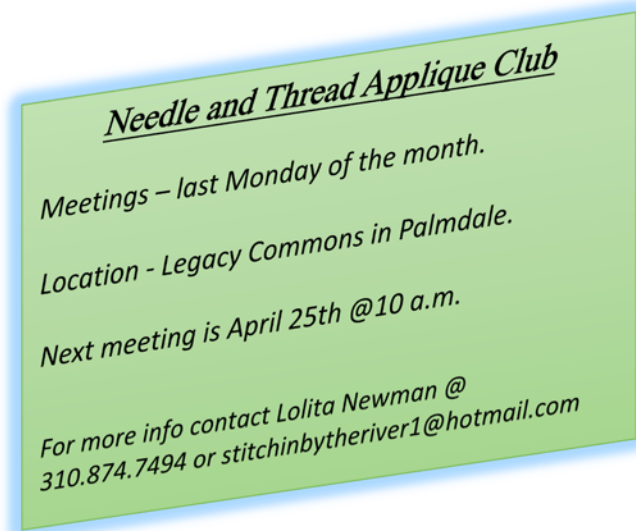 Needle and Thread Applique Club
Meetings – last Monday of the month.
Location - Legacy Commons in Palmdale.
Next meeting is April 25th @10 a.m.
For more info contact Lolita Newman @
310.874.7494 or stitchinbytheriver1@hotmail.com